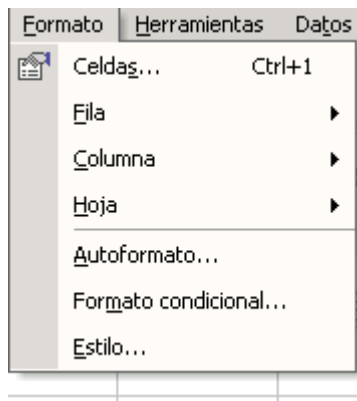 Formato Herramientas Datos
Celdas... Ctrl+1
Fila
Columna
Hoja
Autoformato...
Formato condicional...
Estilo...